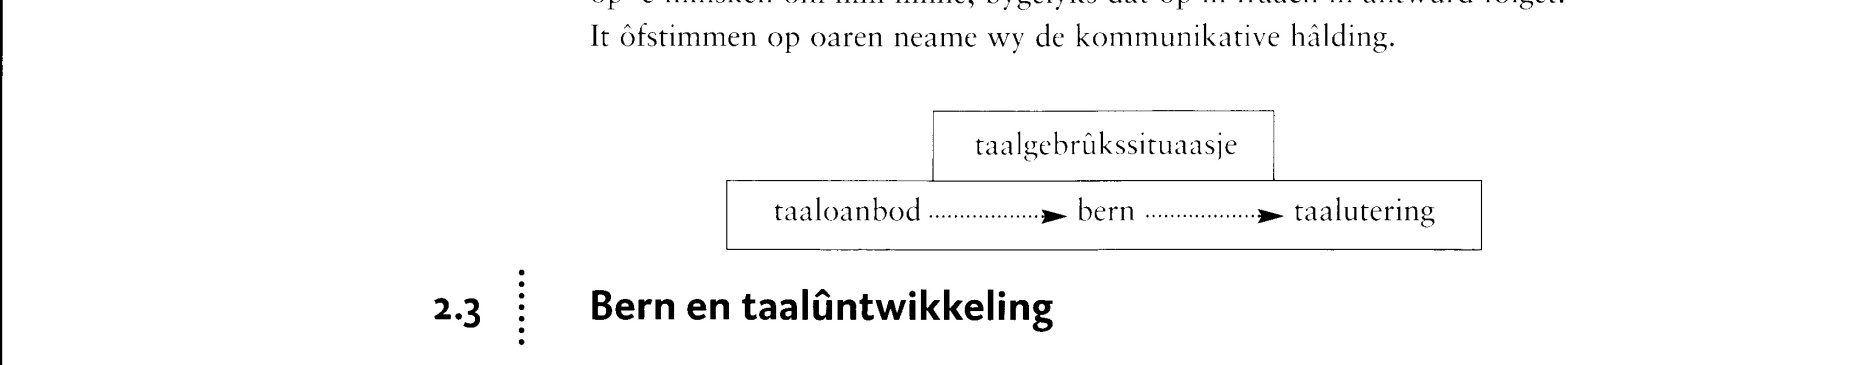 It ôfstimmen op oaren neame wy de kommunikative hâlding.
taalgebrûkssituaasje
taaloanbod bern taalutering
2.3 Bern en taalûntwikkeling